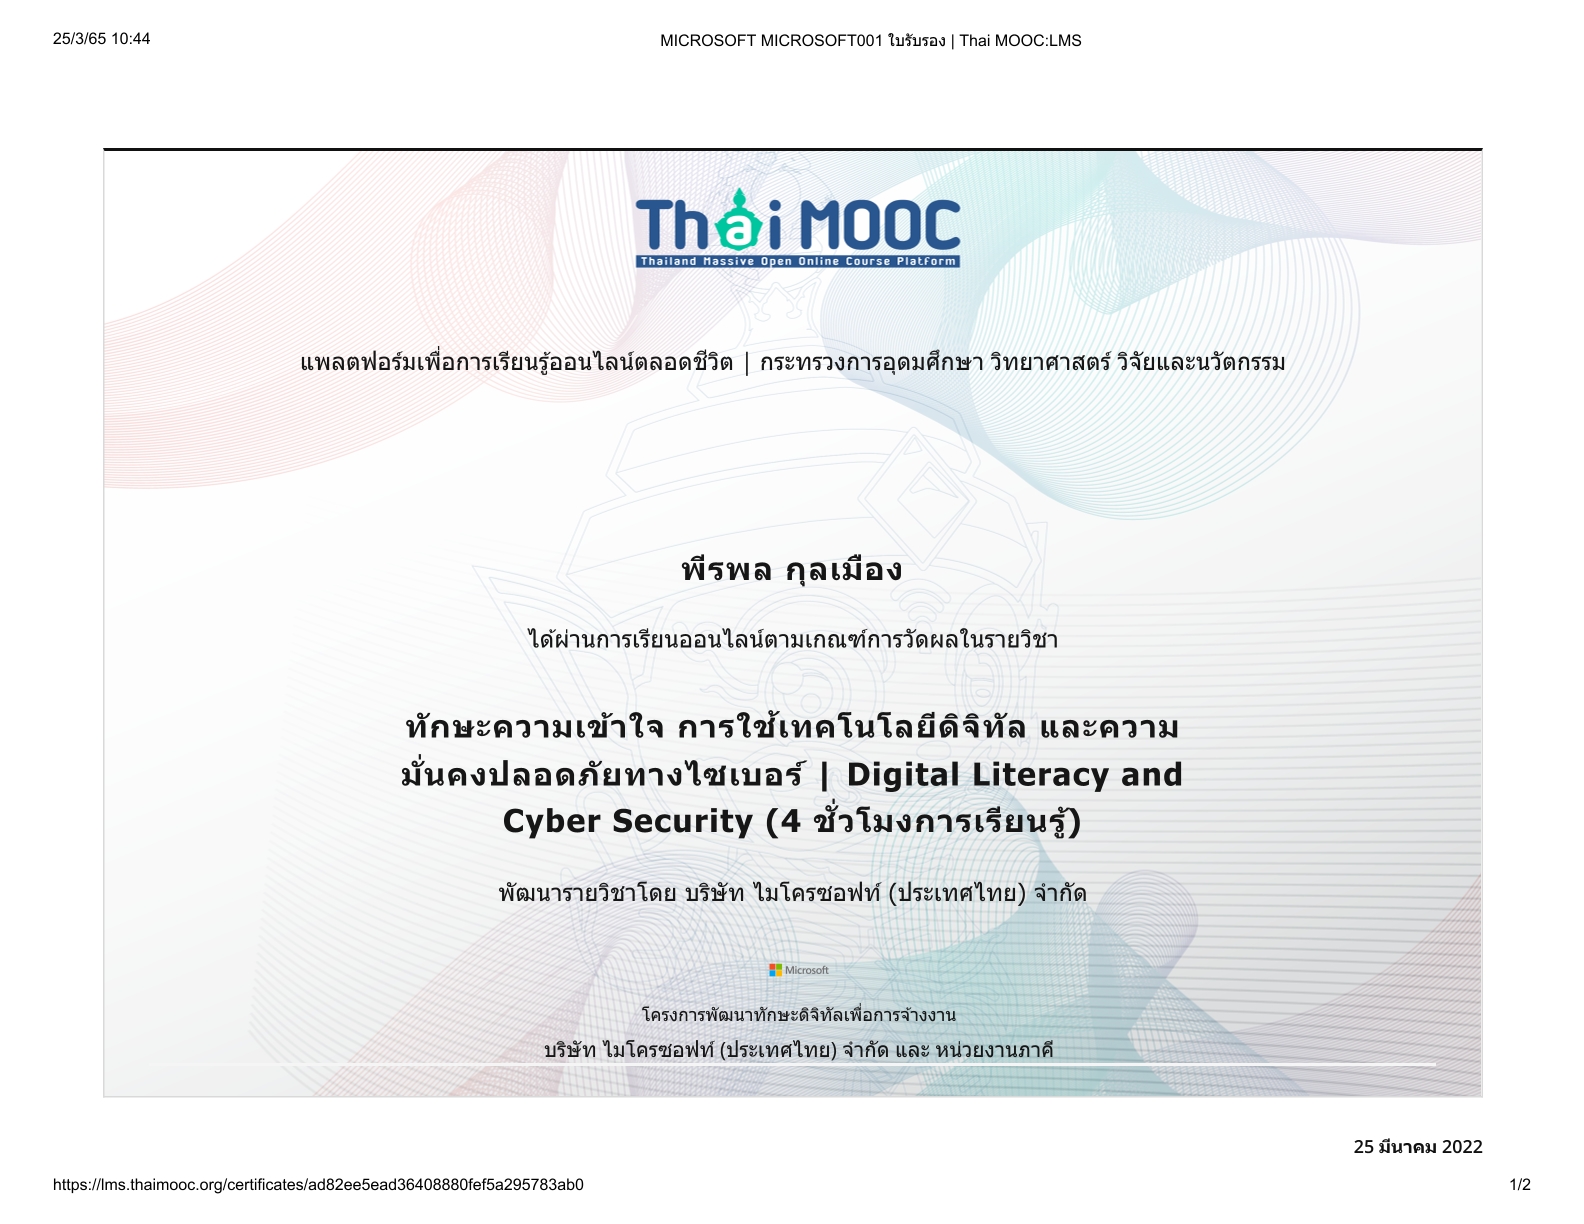 25/3/65 10:44
MICROSOFT MICROSOFT001 ใบรับรอง | Thai MOOC:LMS
Thai MOOC
Thailand Massive Open Online Course Platform
แพลตฟอร์มเพื่อการเรียนรู้ออนไลน์ตลอดชีวิต | กระทรวงการอุดมศึกษา วิทยาศาสตร์ วิจัยและนวัตกรรม
พีรพล กุลเมือง
ได้ผ่านการเรียนออนไลน์ตามเกณฑ์การวัดผลในรายวิชา
ทักษะความเข้าใจ การใช้เทคโนโลยีดิจิทัล และความ
มั่นคงปลอดภัยทางไซเบอร์ | Digital Literacy and
Cyber Security (4 ชั่วโมงการเรียนรู้)
พัฒนารายวิชาโดย บริษัท ไมโครซอฟท์ (ประเทศไทย) จำกัด
Microsoft
โครงการพัฒนาทักษะดิจิทัลเพื่อการจ้างงาน
บริษัท ไมโครซอฟท์ (ประเทศไทย) จำกัด และ หน่วยงานภาคี
25 มีนาคม 2022
https://lms.thaimooc.org/certificates/ad82ee5ead36408880fef5a295783ab0
1/2